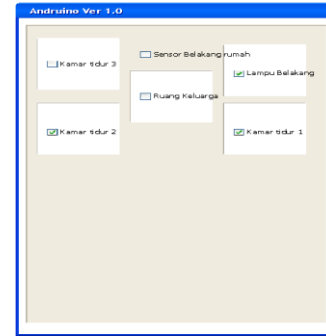 Andruino Ver 1.0
Sensor Belakang rumah
Kamar tidur 3
Lampu Belakang
Ruang Keluarga
Kamar tidur 2
Kamar tidur 1